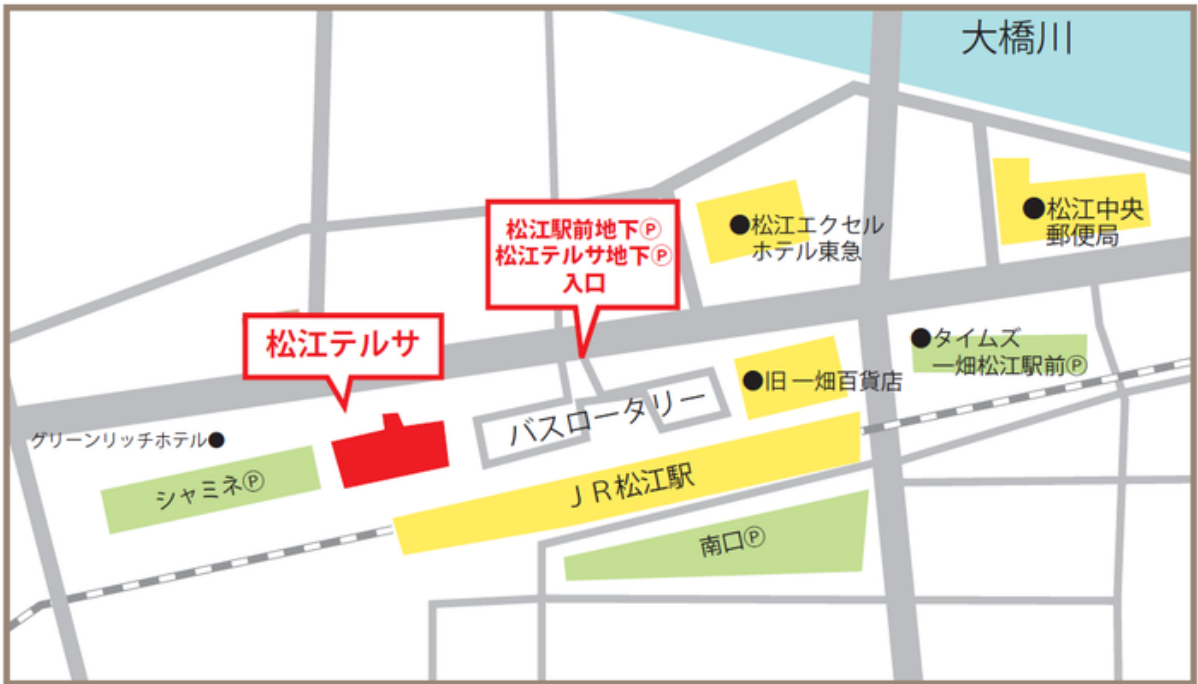 大橋川
松江駅前地下Ⓟ
松江テルサ地下Ⓟ
入口
●松江エクセル
ホテル東急
●松江中央
郵便局
松江テルサ
●タイムズ
一畑松江駅前Ⓟ
●旧 一畑百貨店
バスロータリー
グリーンリッチホテル●
シャミネⓅ
ＪＲ松江駅
南口Ⓟ